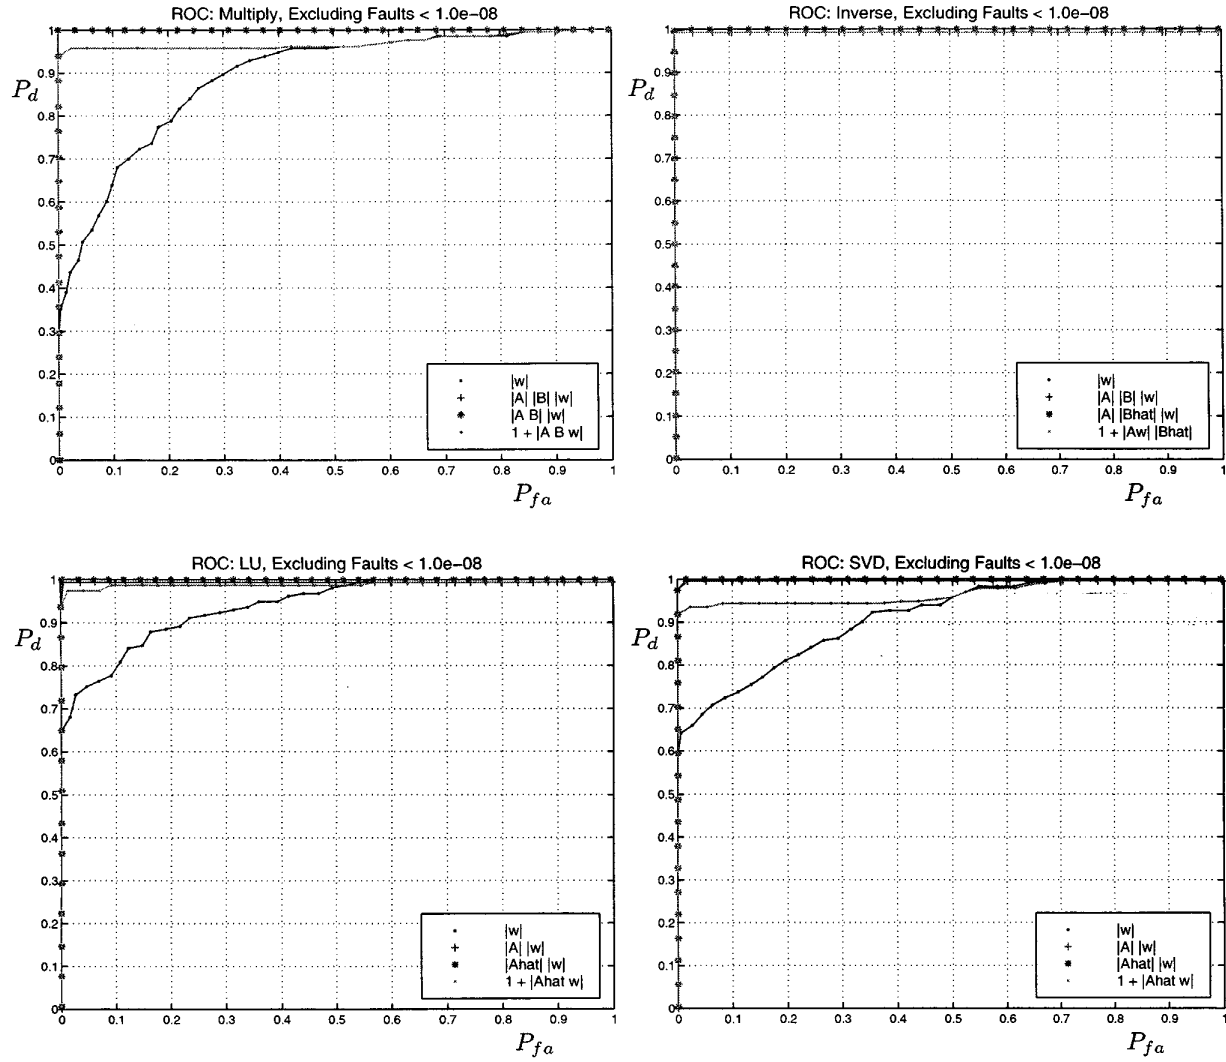 ROC: Multiply, Excluding Faults < 1.0e−08
1
0.9
P_d
0.8
0.7
0.6
0.5
0.4
0.3
0.2
0.1
0
|w|
|A| |B| |w|
|A B| |w|
1 + |A B w|
0 0.1 0.2 0.3 0.4 0.5 0.6 0.7 0.8 0.9 1
P_fa
ROC: Inverse, Excluding Faults < 1.0e−08
1
0.9
P_d
0.8
0.7
0.6
0.5
0.4
0.3
0.2
0.1
0
|w|
|A| |B| |w|
|A| |Bhat| |w|
1 + |Aw| |Bhat|
0 0.1 0.2 0.3 0.4 0.5 0.6 0.7 0.8 0.9 1
P_fa
ROC: LU, Excluding Faults < 1.0e−08
1
0.9
P_d
0.8
0.7
0.6
0.5
0.4
0.3
0.2
0.1
0
|w|
|A| |w|
|Ahat| |w|
1 + |Ahat w|
0 0.1 0.2 0.3 0.4 0.5 0.6 0.7 0.8 0.9 1
P_fa
ROC: SVD, Excluding Faults < 1.0e−08
1
0.9
P_d
0.8
0.7
0.6
0.5
0.4
0.3
0.2
0.1
0
|w|
|A| |w|
|Ahat| |w|
1 + |Ahat w|
0 0.1 0.2 0.3 0.4 0.5 0.6 0.7 0.8 0.9 1
P_fa